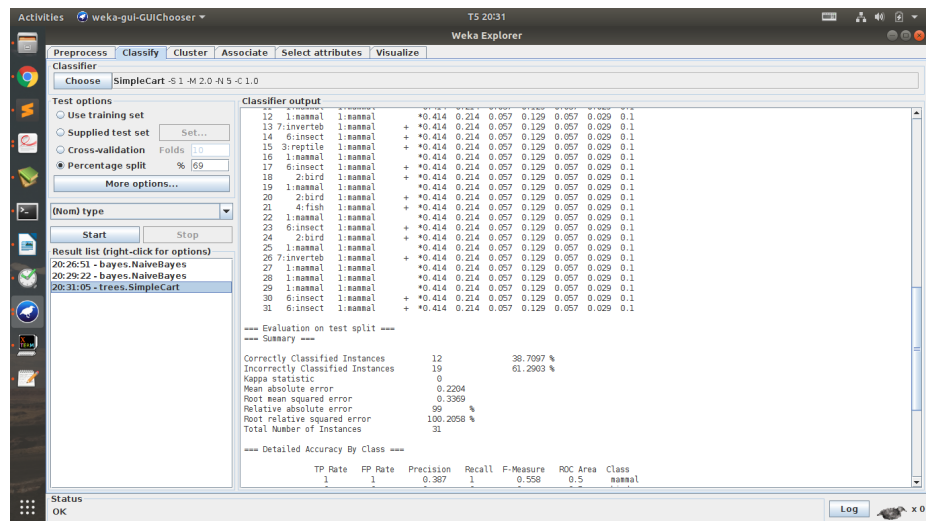 Activities weka-gui-GUIChooser T5 20:31
Weka Explorer
Preprocess Classify Cluster Associate Select attributes Visualize
Classifier
Choose SimpleCart -S 1 -M 2.0 -N 5 -C 1.0
Test options
Use training set
Supplied test set Set...
Cross-validation Folds 10
Percentage split % 69
More options...
(Nom) type
Start Stop
Result list (right-click for options)
20:26:51 - bayes.NaiveBayes
20:29:22 - bayes.NaiveBayes
20:31:05 - trees.SimpleCart
Classifier output
12 1:mammal 1:mammal *0.414 0.214 0.057 0.129 0.057 0.029 0.1
13 7:inverteb 1:mammal + *0.414 0.214 0.057 0.129 0.057 0.029 0.1
14 6:insect 1:mammal + *0.414 0.214 0.057 0.129 0.057 0.029 0.1
15 3:reptile 1:mammal + *0.414 0.214 0.057 0.129 0.057 0.029 0.1
16 1:mammal 1:mammal *0.414 0.214 0.057 0.129 0.057 0.029 0.1
17 6:insect 1:mammal + *0.414 0.214 0.057 0.129 0.057 0.029 0.1
18 2:bird 1:mammal + *0.414 0.214 0.057 0.129 0.057 0.029 0.1
19 1:mammal 1:mammal *0.414 0.214 0.057 0.129 0.057 0.029 0.1
20 2:bird 1:mammal + *0.414 0.214 0.057 0.129 0.057 0.029 0.1
21 4:fish 1:mammal + *0.414 0.214 0.057 0.129 0.057 0.029 0.1
22 1:mammal 1:mammal *0.414 0.214 0.057 0.129 0.057 0.029 0.1
23 6:insect 1:mammal + *0.414 0.214 0.057 0.129 0.057 0.029 0.1
24 2:bird 1:mammal + *0.414 0.214 0.057 0.129 0.057 0.029 0.1
25 1:mammal 1:mammal *0.414 0.214 0.057 0.129 0.057 0.029 0.1
26 7:inverteb 1:mammal + *0.414 0.214 0.057 0.129 0.057 0.029 0.1
27 1:mammal 1:mammal *0.414 0.214 0.057 0.129 0.057 0.029 0.1
28 1:mammal 1:mammal *0.414 0.214 0.057 0.129 0.057 0.029 0.1
29 1:mammal 1:mammal *0.414 0.214 0.057 0.129 0.057 0.029 0.1
30 6:insect 1:mammal + *0.414 0.214 0.057 0.129 0.057 0.029 0.1
31 6:insect 1:mammal + *0.414 0.214 0.057 0.129 0.057 0.029 0.1
=== Evaluation on test split ===
=== Summary ===
Correctly Classified Instances 12 38.7097 %
Incorrectly Classified Instances 19 61.2903 %
Kappa statistic 0
Mean absolute error 0.2204
Root mean squared error 0.3369
Relative absolute error 99 %
Root relative squared error 100.2058 %
Total Number of Instances 31
=== Detailed Accuracy By Class ===
TP Rate FP Rate Precision Recall F-Measure ROC Area Class
1 1 0.387 1 0.558 0.5 mammal
Status
OK
Log x 0